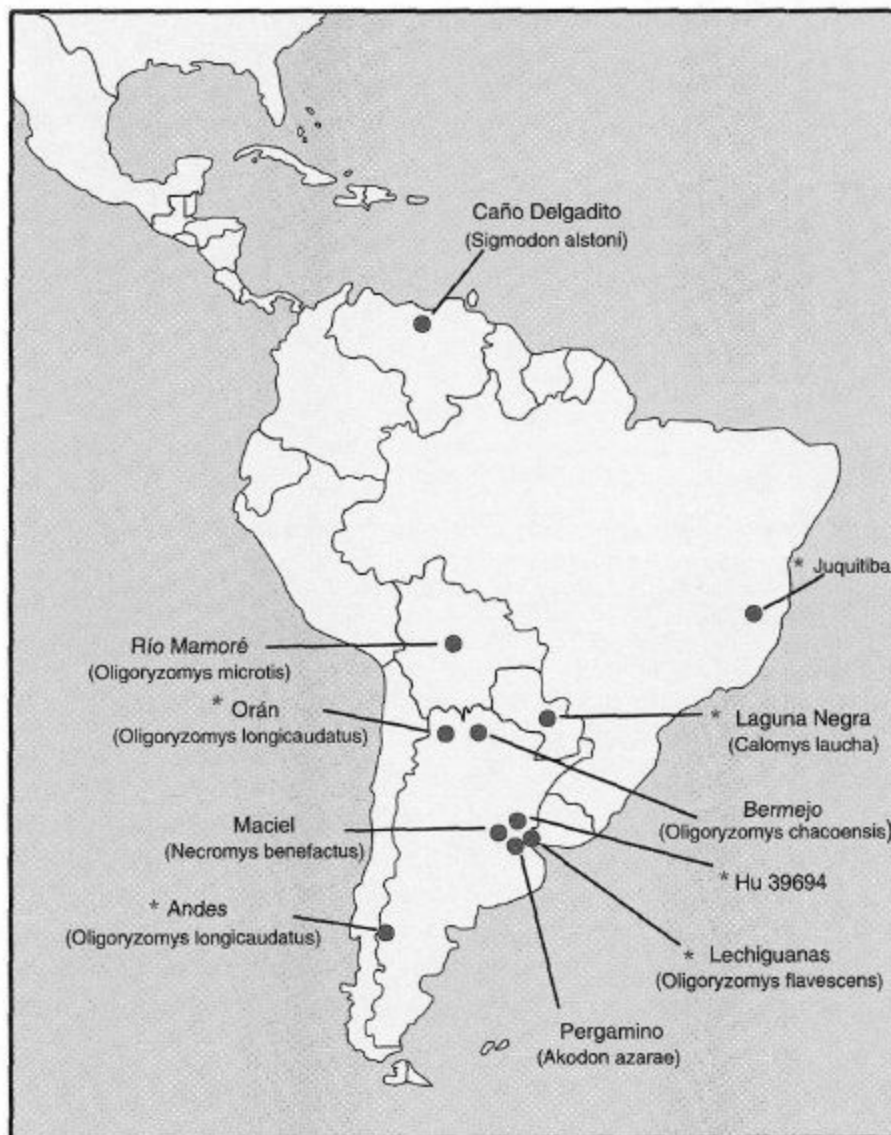 Caño Delgadito
(Sigmodon alstoni)
* Juquitiba
Río Mamoré
(Oligoryzomys microtis)
* Orán
(Oligoryzomys longicaudatus)
* Laguna Negra
(Calomys laucha)
Bermejo
(Oligoryzomys chacoensis)
Maciel
(Necromys benefactus)
* Hu 39694
* Andes
(Oligoryzomys longicaudatus)
* Lechiguanas
(Oligoryzomys flavescens)
Pergamino
(Akodon azarae)